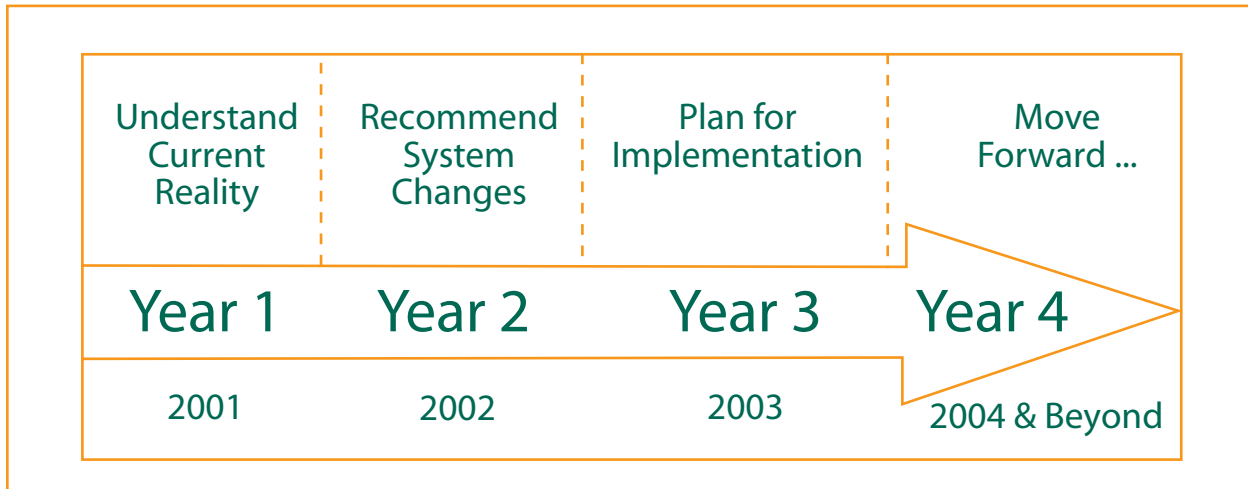 Understand
Current
Reality
Recommend
System
Changes
Plan for
Implementation
Move
Forward ...
Year 1
Year 2
Year 3
Year 4
2001
2002
2003
2004 & Beyond